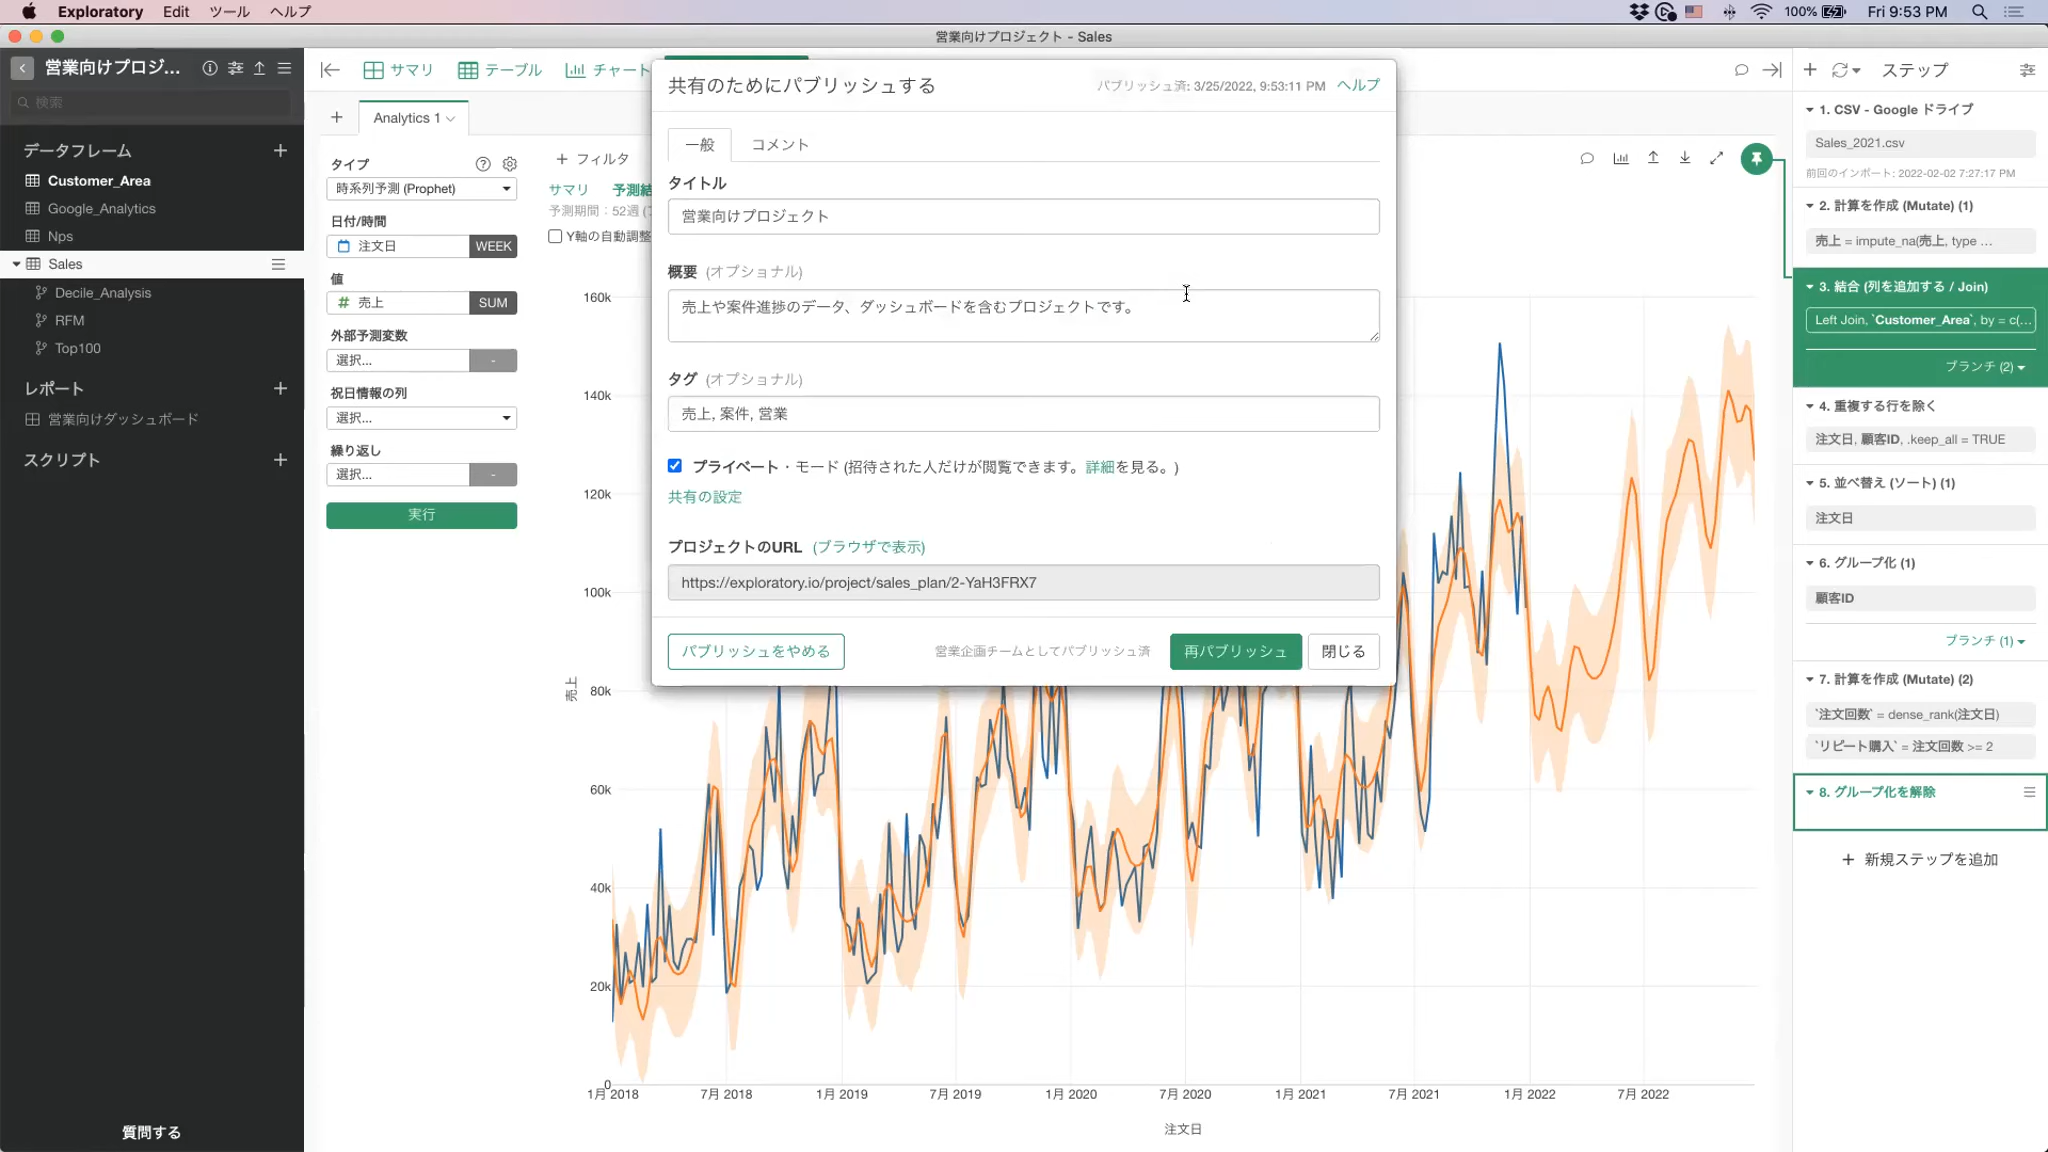 Exploratory Edit ツール ヘルプ
100% Fri 9:53 PM
営業向けプロジェクト - Sales
営業向けプロジ...
検索
データフレーム
Customer_Area
Google_Analytics
Nps
Sales
Decile_Analysis
RFM
Top100
レポート
営業向けダッシュボード
スクリプト
質問する
サマリ テーブル チャート
Analytics 1
タイプ
時系列予測 (Prophet)
日付/時間
注文日 WEEK
値
# 売上 SUM
外部予測変数
選択... -
祝日情報の列
選択...
繰り返し
選択... -
実行
フィルタ
サマリ 予測結
予測期間：52週 (
Y軸の自動調整
共有のためにパブリッシュする
パブリッシュ済: 3/25/2022, 9:53:11 PM ヘルプ
一般 コメント
タイトル
営業向けプロジェクト
概要 (オプショナル)
売上や案件進捗のデータ、ダッシュボードを含むプロジェクトです。
タグ (オプショナル)
売上, 案件, 営業
プライベート・モード (招待された人だけが閲覧できます。詳細を見る。)
共有の設定
プロジェクトのURL (ブラウザで表示)
https://exploratory.io/project/sales_plan/2-YaH3FRX7
パブリッシュをやめる 営業企画チームとしてパブリッシュ済 再パブリッシュ 閉じる
160k
140k
120k
100k
80k
60k
40k
20k
0
売上
1月 2018 7月 2018 1月 2019 7月 2019 1月 2020 7月 2020 1月 2021 7月 2021 1月 2022 7月 2022
注文日
ステップ
1. CSV - Google ドライブ
Sales_2021.csv
前回のインポート: 2022-02-02 7:27:17 PM
2. 計算を作成 (Mutate) (1)
売上 = impute_na(売上, type ...
3. 結合 (列を追加する / Join)
Left Join, `Customer_Area`, by = c(...
ブランチ (2)
4. 重複する行を除く
注文日, 顧客ID, .keep_all = TRUE
5. 並べ替え (ソート) (1)
注文日
6. グループ化 (1)
顧客ID
ブランチ (1)
7. 計算を作成 (Mutate) (2)
`注文回数` = dense_rank(注文日)
`リピート購入` = 注文回数 >= 2
8. グループ化を解除
新規ステップを追加